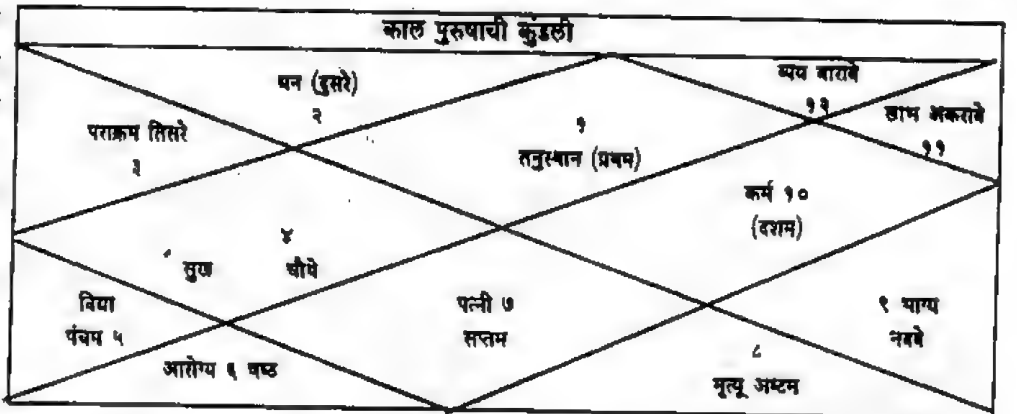 काल पुरुषाची कुंडली
धन (दुसरे)
२
व्यय बारावे
१२
पराक्रम तिसरे
३
१
तनुस्थान (प्रथम)
लाभ अकरावे
११
कर्म १०
(दशम)
४
सुख चौथे
विद्या
पंचम ५
पत्नी ७
सप्तम
९ भाग्य
नववे
आरोग्य ६ षष्ठ
८
मृत्यू अष्टम